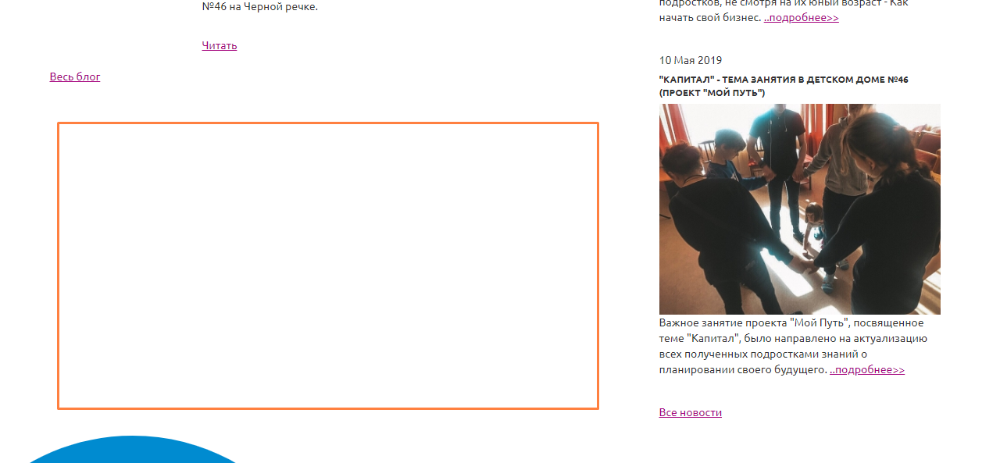 №46 на Черной речке.
Читать
Весь блог
подростков, не смотря на их юный возраст - Как
начать свой бизнес. ..подробнее>>
10 Мая 2019
"КАПИТАЛ" - ТЕМА ЗАНЯТИЯ В ДЕТСКОМ ДОМЕ №46
(ПРОЕКТ "МОЙ ПУТЬ")
Важное занятие проекта "Мой Путь", посвященное
теме "Капитал", было направлено на актуализацию
всех полученных подростками знаний о
планировании своего будущего. ..подробнее>>
Все новости